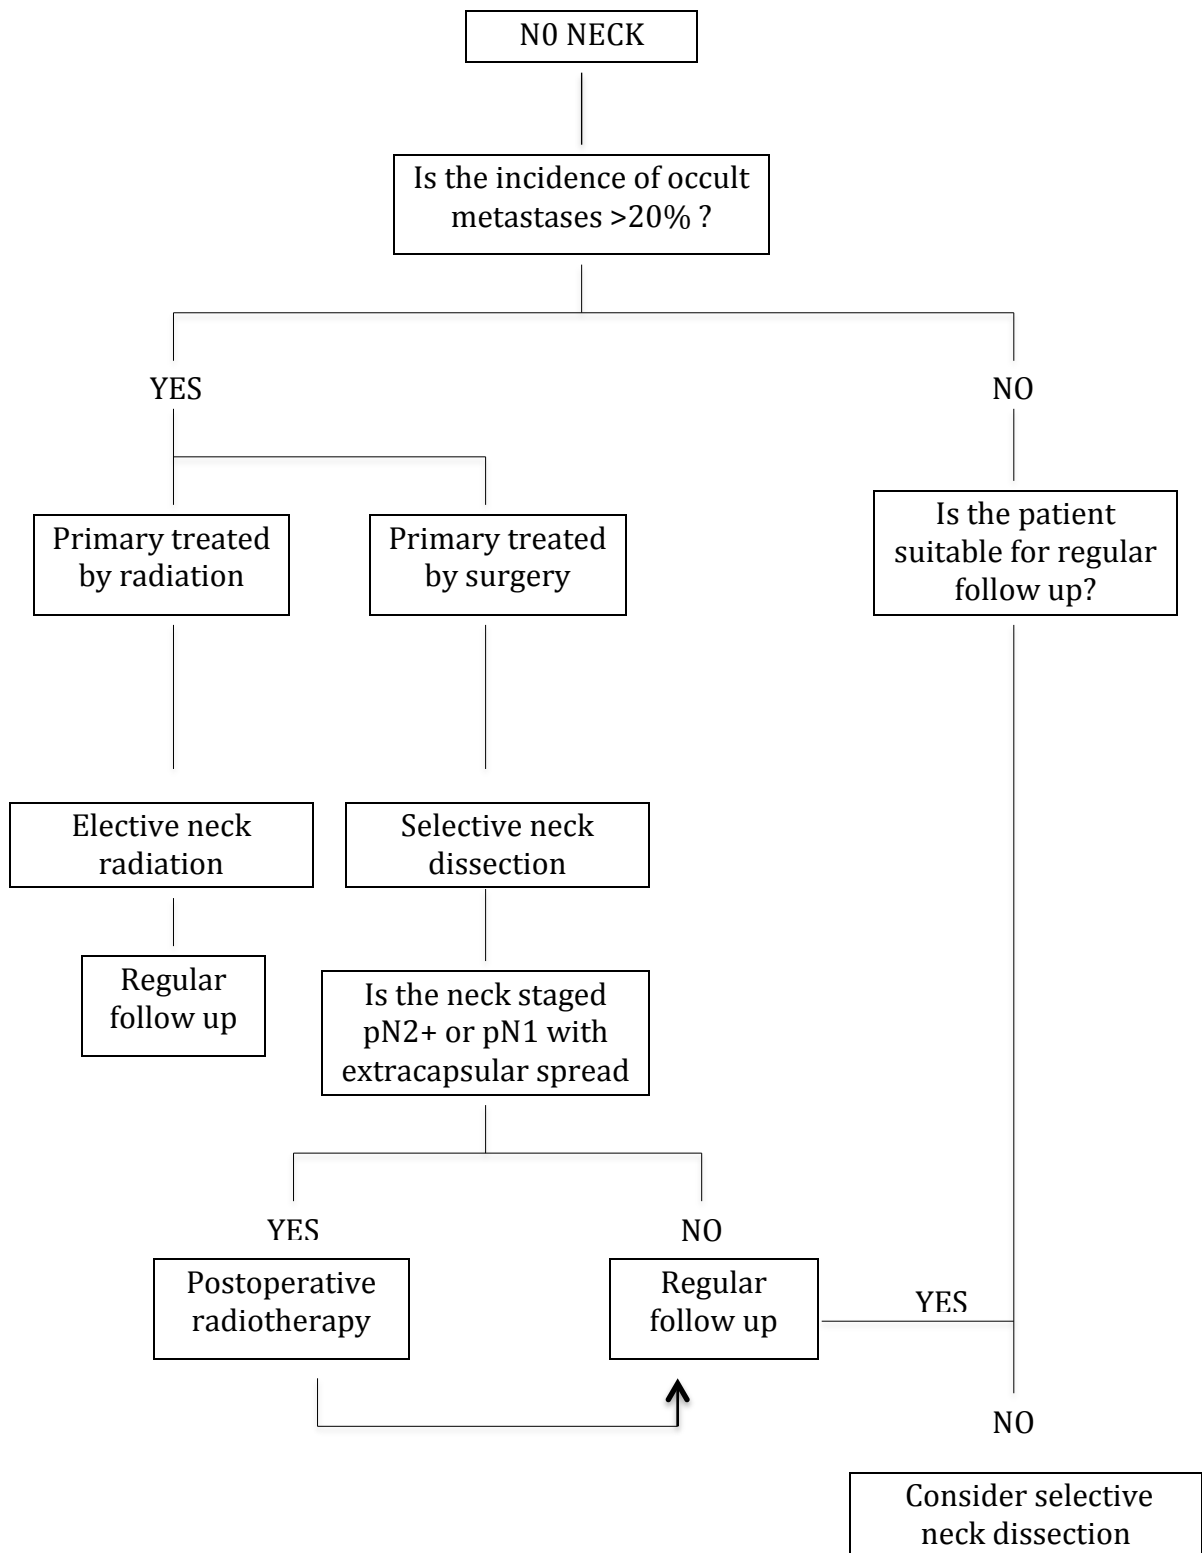 N0 NECK
Is the incidence of occult
metastases >20% ?
YES
NO
Primary treated
by radiation
Primary treated
by surgery
Is the patient
suitable for regular
follow up?
Elective neck
radiation
Selective neck
dissection
Regular
follow up
Is the neck staged
pN2+ or pN1 with
extracapsular spread
YES
NO
Postoperative
radiotherapy
Regular
follow up
YES
NO
Consider selective
neck dissection